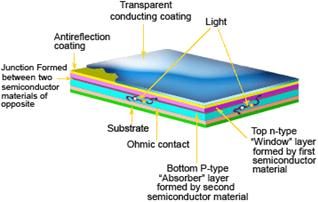 Transparent
conducting coating
Light
Antireflection
coating
Junction Formed
between two
semiconductor
materials of
opposite
Substrate
Ohmic contact
Bottom P-type
"Absorber" layer
formed by second
semiconductor material
Top n-type
"Window" layer
formed by first
semiconductor
material